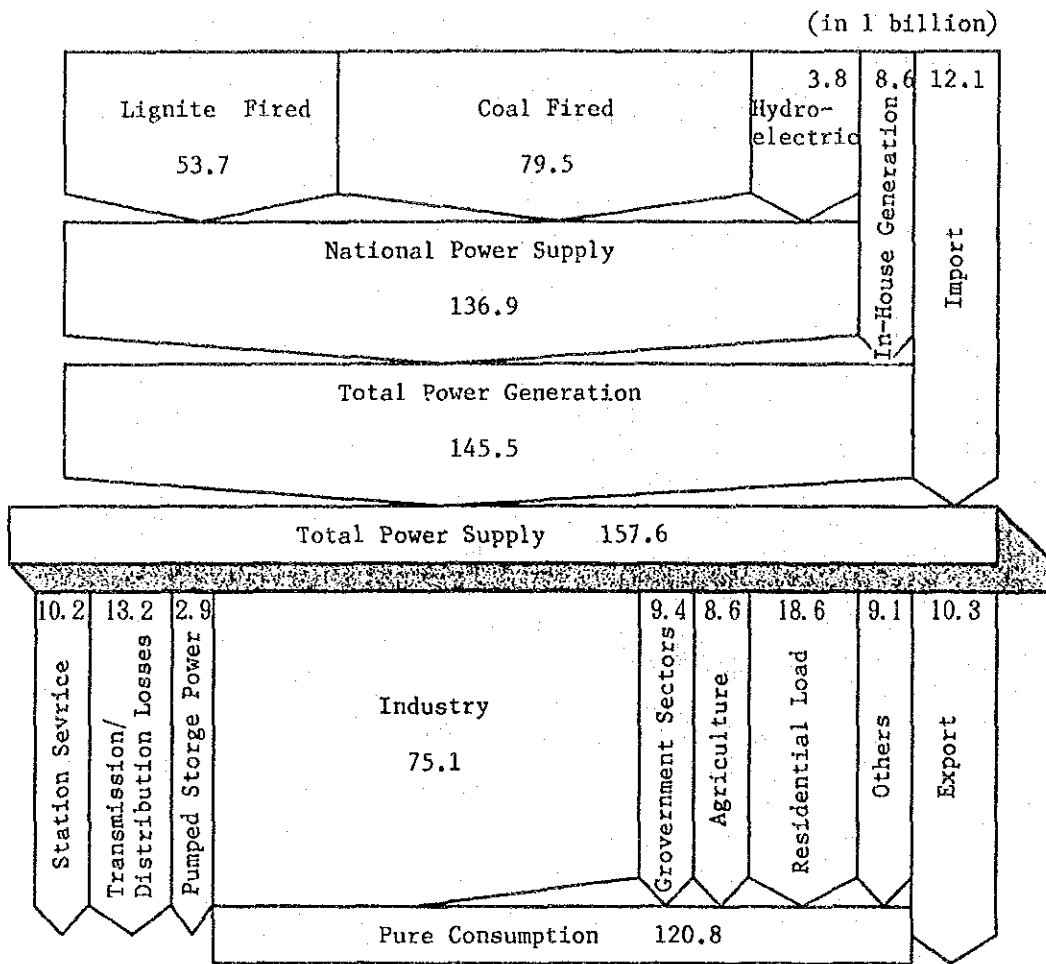 (in 1 billion)
Lignite Fired
53.7
Coal Fired
79.5
3.8
Hydro-
electric
8.6
In-House Generation
12.1
Import
National Power Supply
136.9
Total Power Generation
145.5
Total Power Supply 157.6
10.2
Station Sevrice
13.2
Transmission/
Distribution Losses
2.9
Pumped Storge Power
Industry
75.1
9.4
Grovernment Sectors
8.6
Agriculture
18.6
Residential Load
9.1
Others
10.3
Export
Pure Consumption 120.8